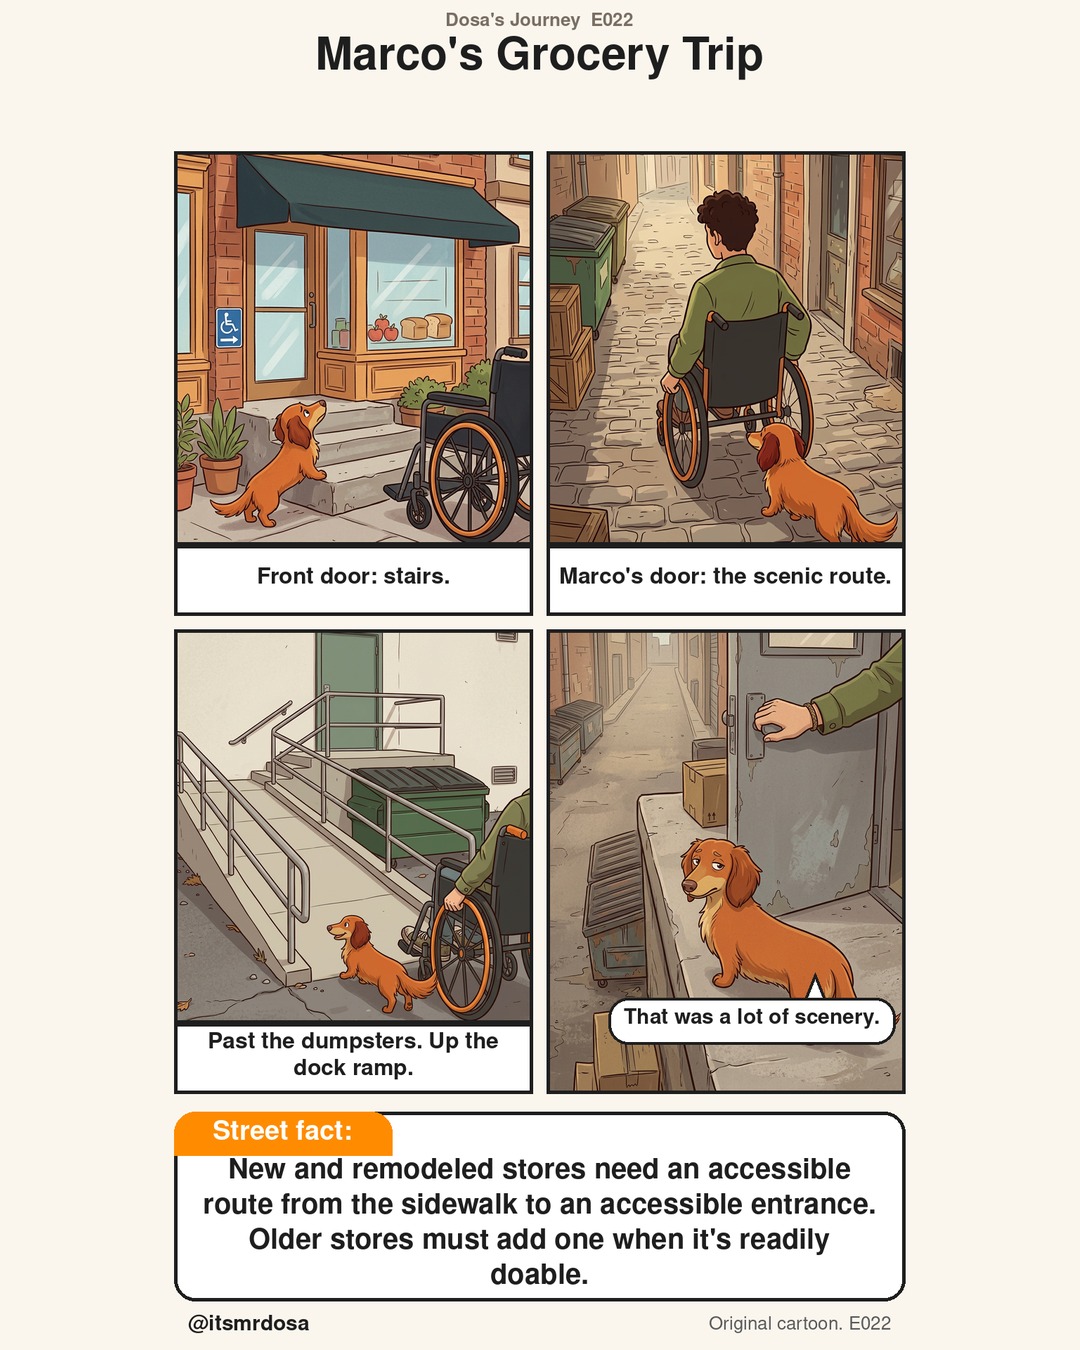 Dosa's Journey E022
Marco's Grocery Trip
Front door: stairs.
Marco's door: the scenic route.
Past the dumpsters. Up the
dock ramp.
That was a lot of scenery.
Street fact:
New and remodeled stores need an accessible
route from the sidewalk to an accessible entrance.
Older stores must add one when it's readily
doable.
@itsmrdosa
Original cartoon. E022